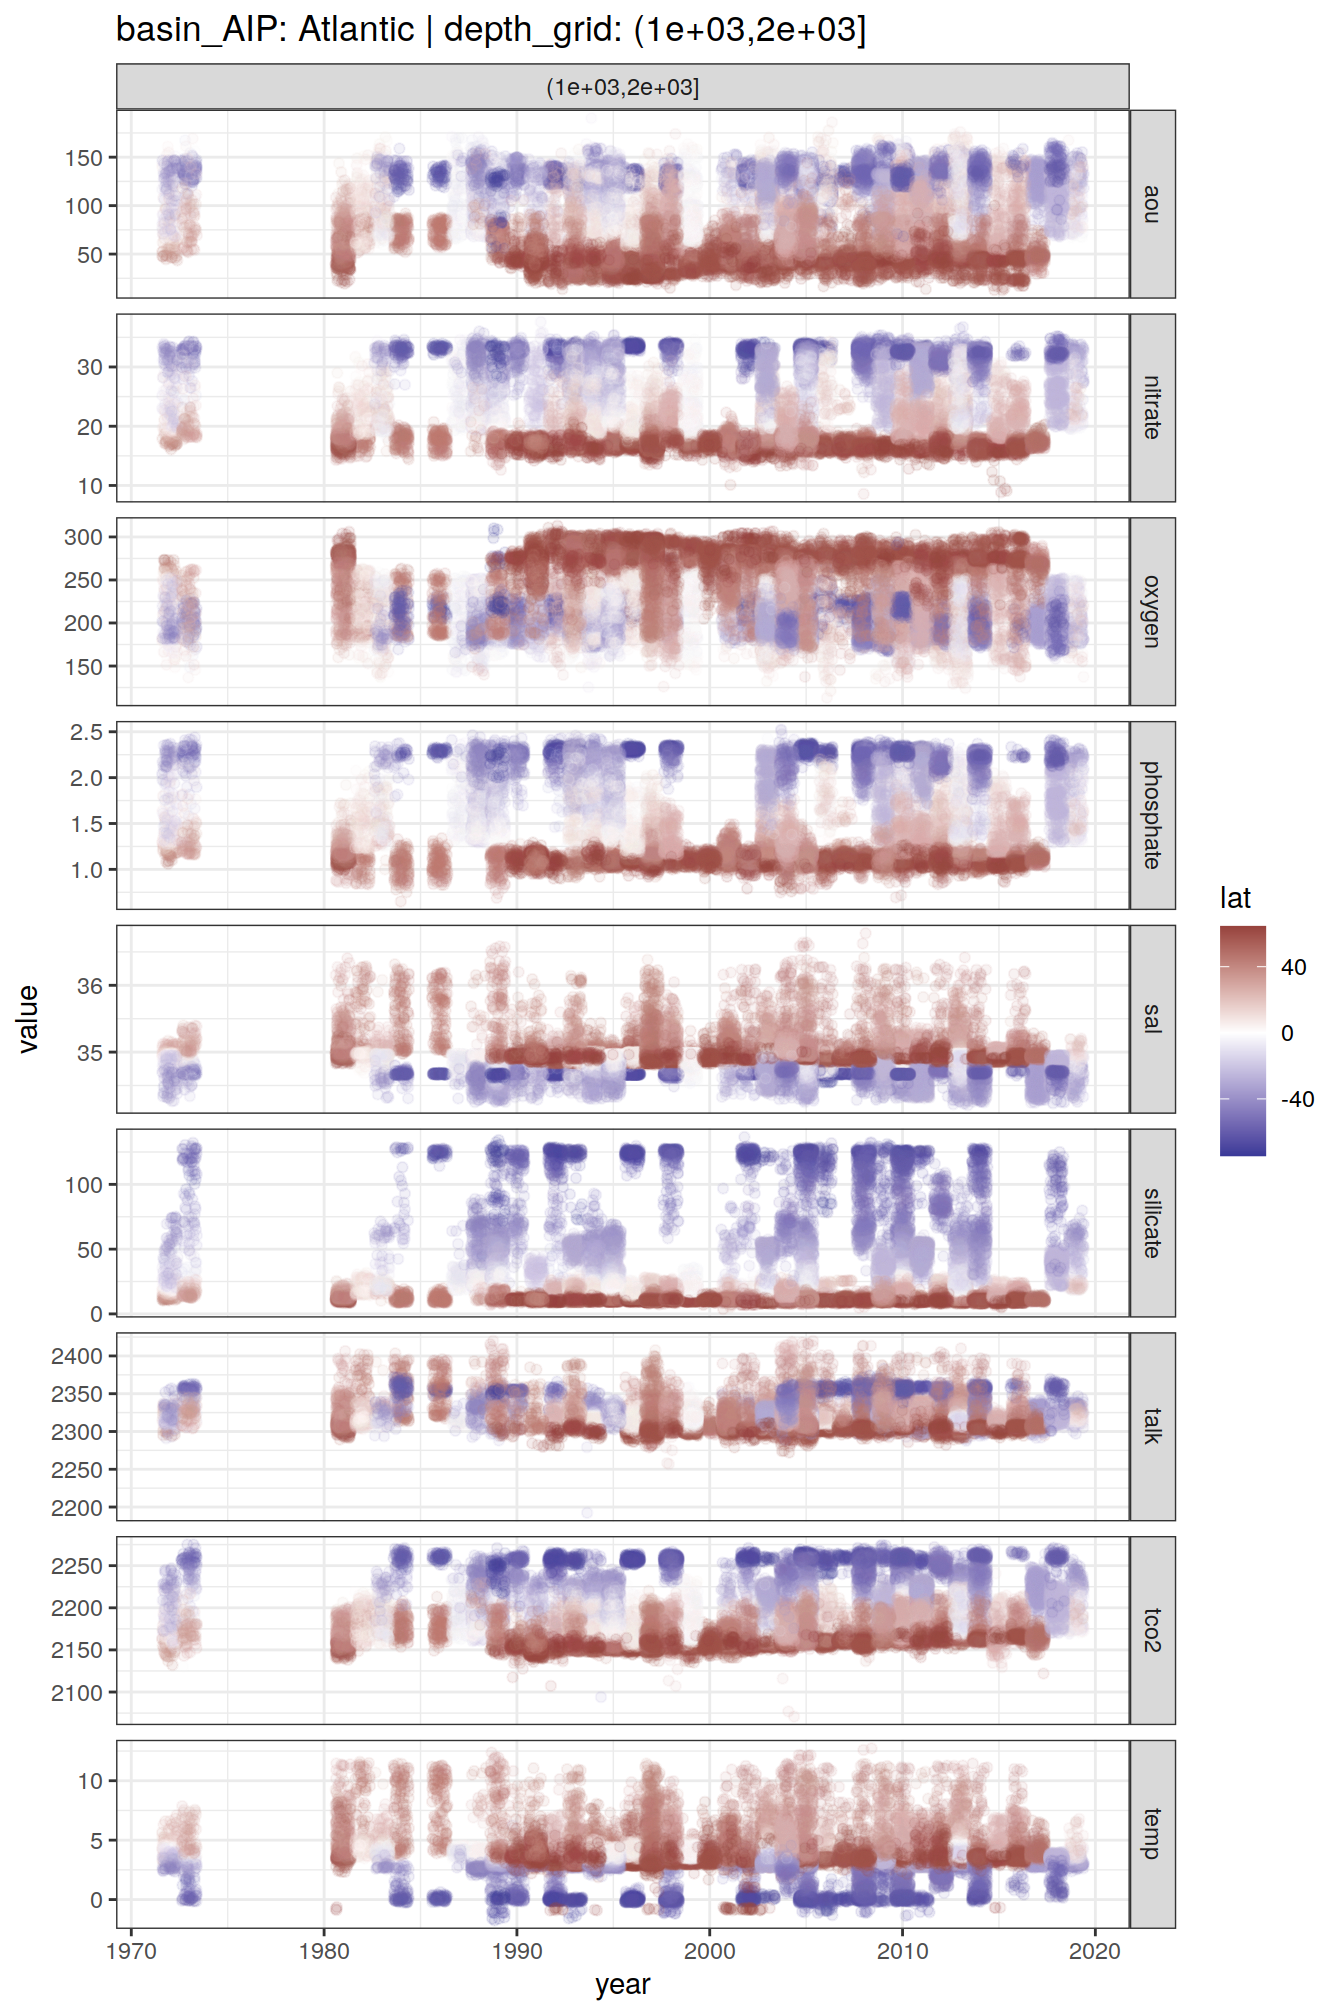 basin_AIP: Atlantic | depth_grid: (1e+03,2e+03]
(1e+03,2e+03]
150
100
50
aou
30
20
10
nitrate
300
250
200
150
oxygen
2.5
2.0
1.5
1.0
phosphate
36
35
sal
100
50
0
silicate
2400
2350
2300
2250
2200
talk
2250
2200
2150
2100
tco2
10
5
0
temp
1970 1980 1990 2000 2010 2020
year
value
lat
40
0
-40